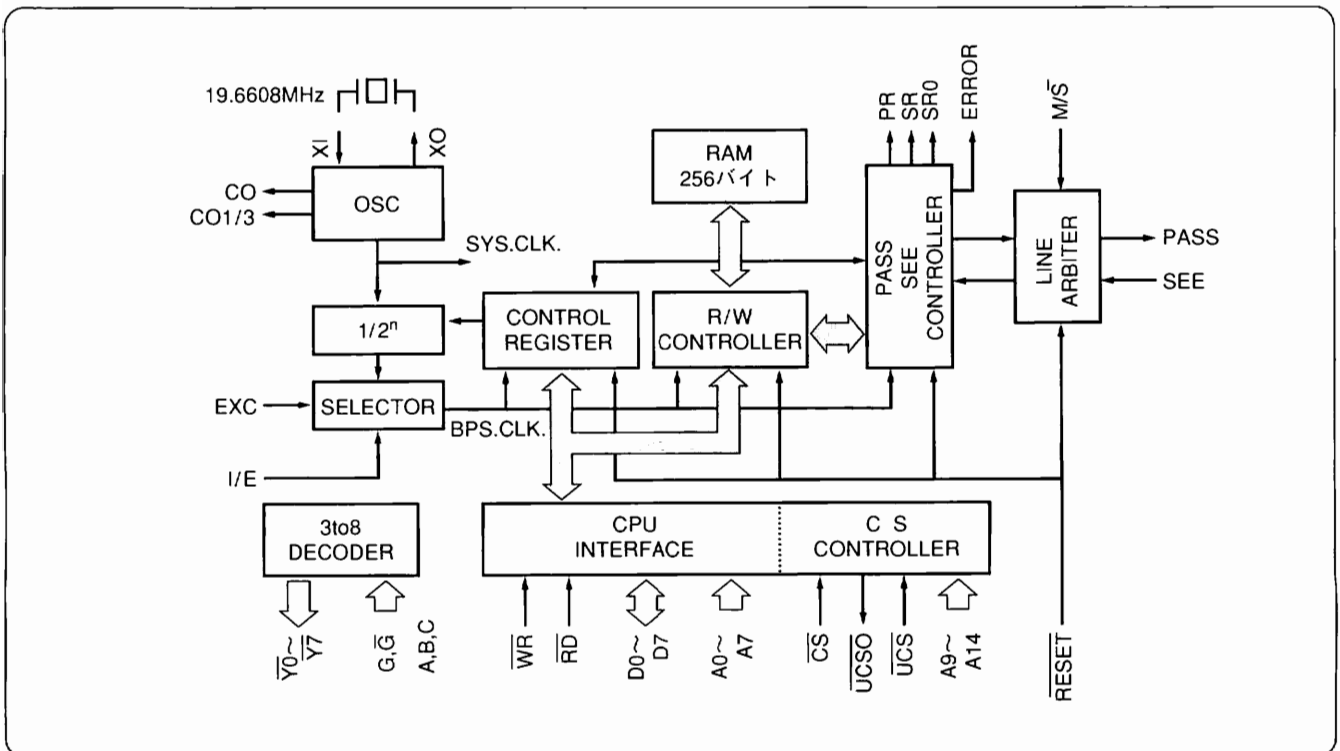 19.6608MHz
XI
XO
OSC
CO
CO1/3
SYS.CLK.
1/2ⁿ
SELECTOR
EXC
I/E
BPS.CLK.
CONTROL
REGISTER
RAM
256バイト
R/W
CONTROLLER
PR
SR
SR0
ERROR
PASS
SEE
CONTROLLER
M/S̅
LINE
ARBITER
PASS
SEE
3to8
DECODER
Y̅0̅~
Y̅7̅
G,G̅
A,B,C
CPU
INTERFACE
C S
CONTROLLER
W̅R̅
R̅D̅
D0~
D7
A0~
A7
C̅S̅
U̅C̅S̅O̅
U̅C̅S̅
A9~
A14
R̅E̅S̅E̅T̅